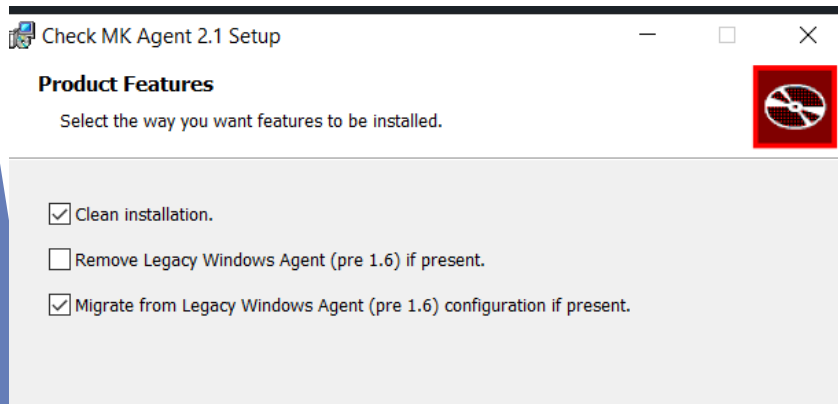 Check MK Agent 2.1 Setup
Product Features
Select the way you want features to be installed.
Clean installation.
Remove Legacy Windows Agent (pre 1.6) if present.
Migrate from Legacy Windows Agent (pre 1.6) configuration if present.